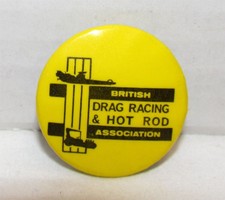 BRITISH
DRAG RACING
& HOT ROD
ASSOCIATION